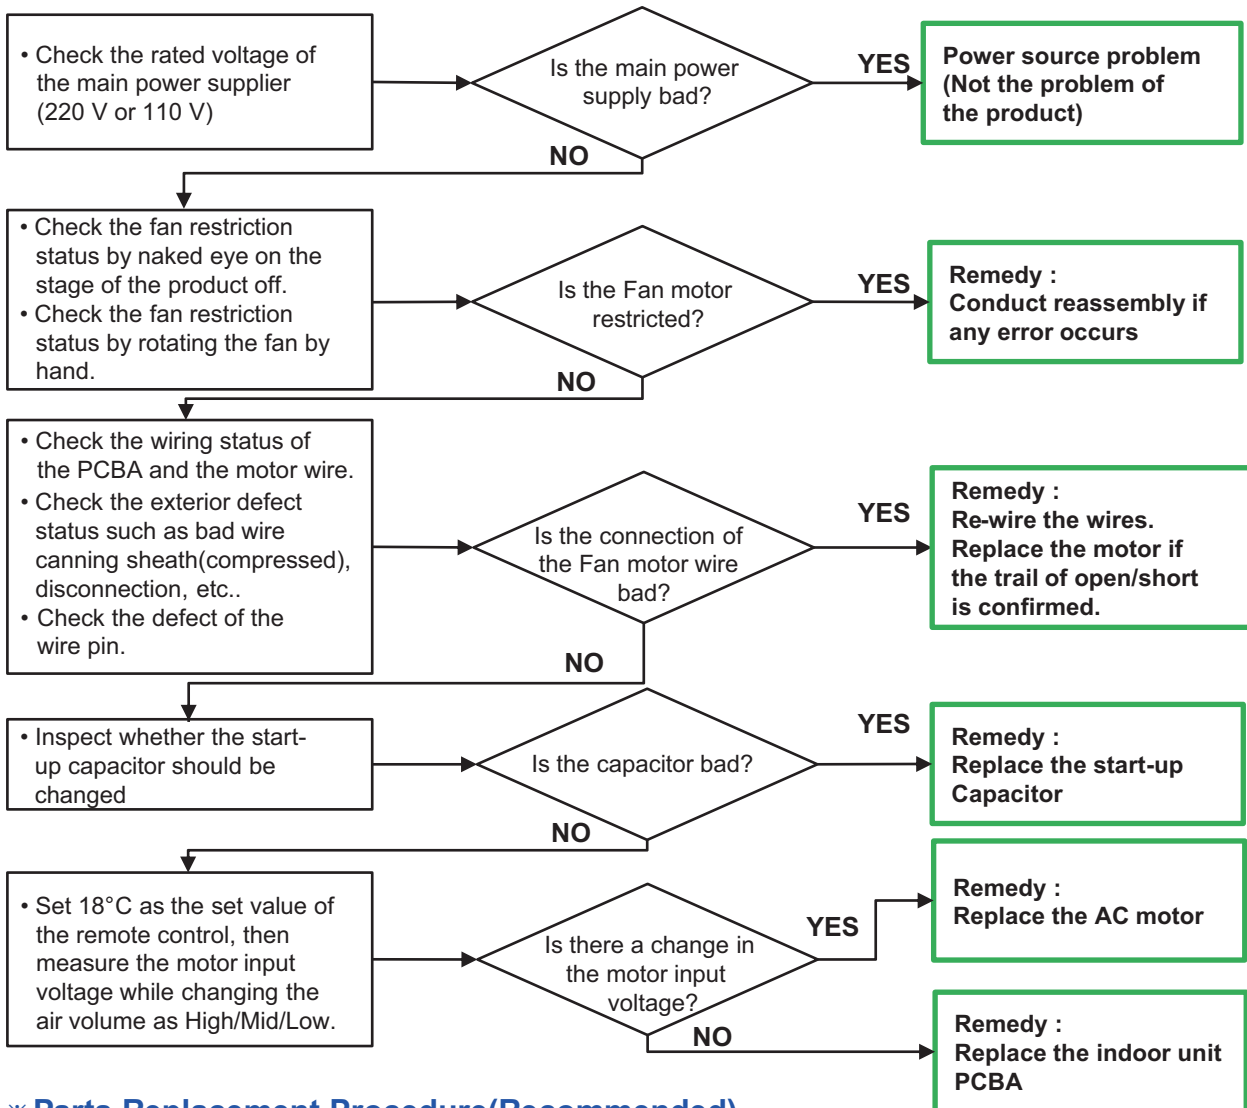 • Check the rated voltage of
the main power supplier
(220 V or 110 V)
Is the main power
supply bad?
YES
Power source problem
(Not the problem of
the product)
NO
• Check the fan restriction
status by naked eye on the
stage of the product off.
• Check the fan restriction
status by rotating the fan by
hand.
Is the Fan motor
restricted?
YES
Remedy :
Conduct reassembly if
any error occurs
NO
• Check the wiring status of
the PCBA and the motor wire.
• Check the exterior defect
status such as bad wire
canning sheath(compressed),
disconnection, etc..
• Check the defect of the
wire pin.
Is the connection of
the Fan motor wire
bad?
YES
Remedy :
Re-wire the wires.
Replace the motor if
the trail of open/short
is confirmed.
NO
• Inspect whether the start-
up capacitor should be
changed
Is the capacitor bad?
YES
Remedy :
Replace the start-up
Capacitor
NO
• Set 18°C as the set value of
the remote control, then
measure the motor input
voltage while changing the
air volume as High/Mid/Low.
Is there a change in
the motor input
voltage?
YES
Remedy :
Replace the AC motor
NO
Remedy :
Replace the indoor unit
PCBA
※ Parts Replacement Procedure(Recommended)